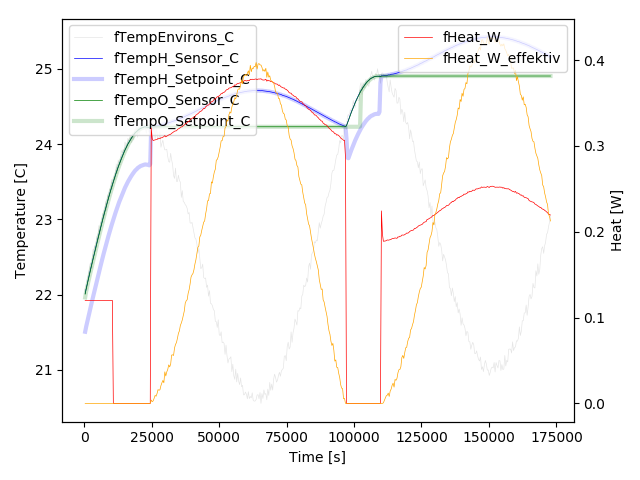 fTempEnvirons_C
fTempH_Sensor_C
fTempH_Setpoint_C
fTempO_Sensor_C
fTempO_Setpoint_C
fHeat_W
fHeat_W_effektiv
25
24
23
22
21
Temperature [C]
0.4
0.3
0.2
0.1
0.0
Heat [W]
0 25000 50000 75000 100000 125000 150000 175000
Time [s]